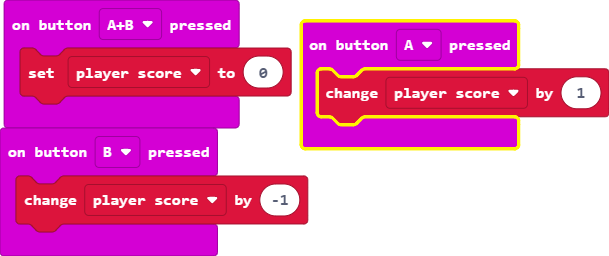 on button A+B pressed
set player score to 0
on button A pressed
change player score by 1
on button B pressed
change player score by -1